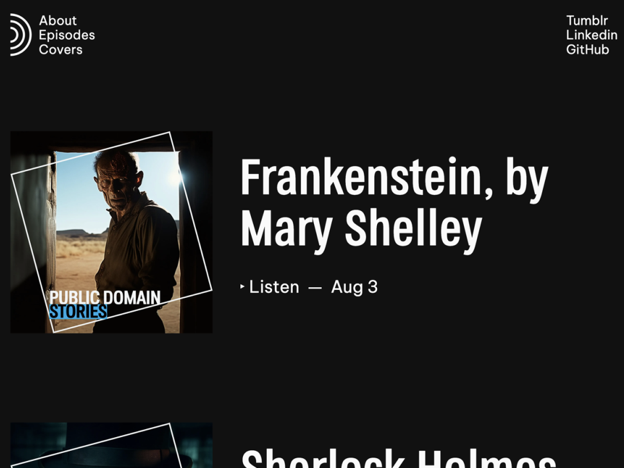 About
Episodes
Covers
Tumblr
Linkedin
GitHub
PUBLIC DOMAIN
STORIES
Frankenstein, by
Mary Shelley
Listen — Aug 3
Sherlock Holmes